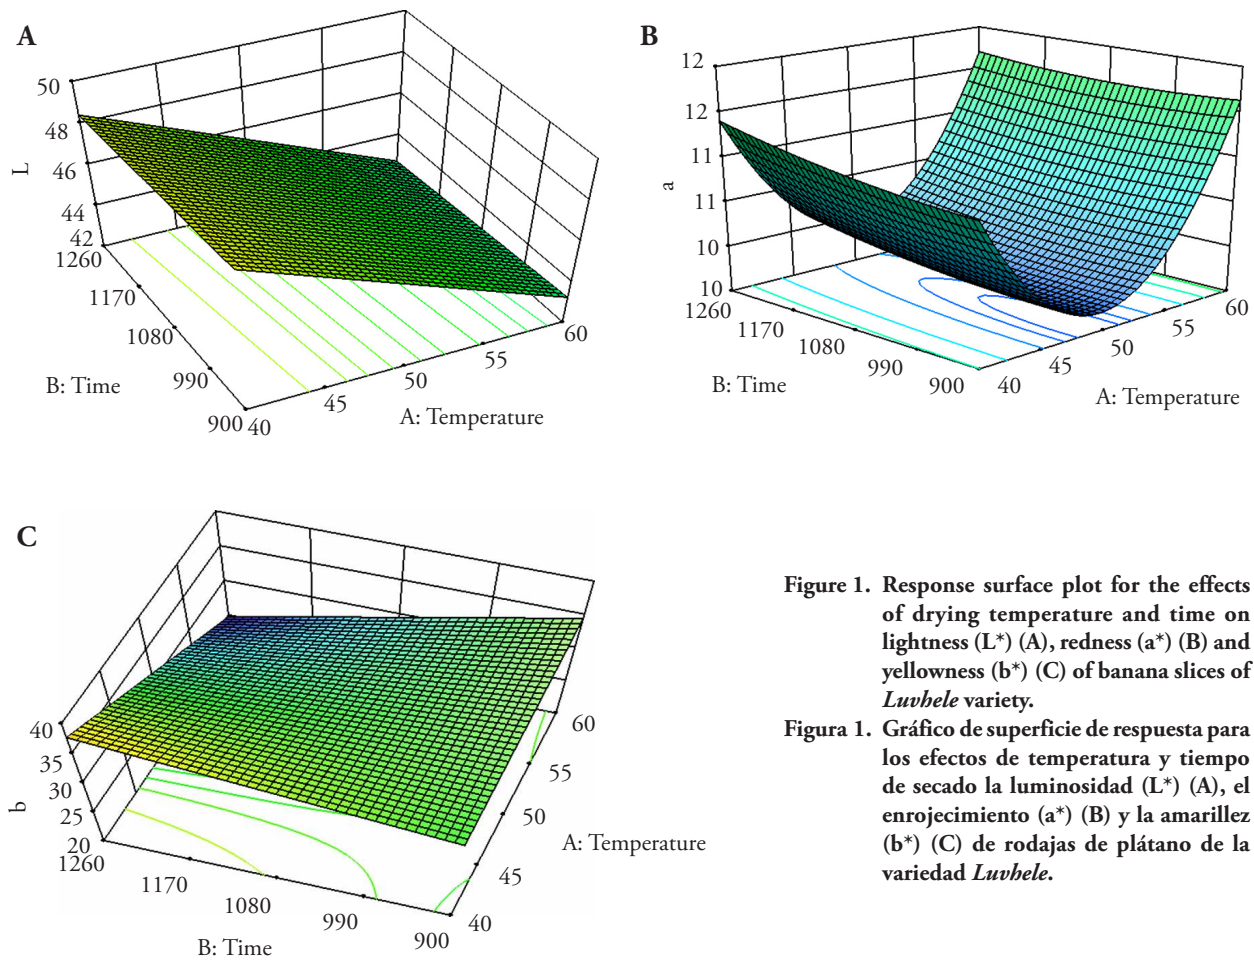 A
50
48
46
44
42
L
1260
1170
1080
990
900
B: Time
40
45
50
55
60
A: Temperature
B
12
12
11
11
10
10
a
1260
1170
1080
990
900
B: Time
40
45
50
55
60
A: Temperature
C
40
35
30
25
20
b
1260
1170
1080
990
900
B: Time
40
45
50
55
60
A: Temperature
Figure 1. Response surface plot for the effects
of drying temperature and time on
lightness (L*) (A), redness (a*) (B) and
yellowness (b*) (C) of banana slices of
Luvhele variety.
Figura 1. Gráfico de superficie de respuesta para
los efectos de temperatura y tiempo
de secado la luminosidad (L*) (A), el
enrojecimiento (a*) (B) y la amarillez
(b*) (C) de rodajas de plátano de la
variedad Luvhele.